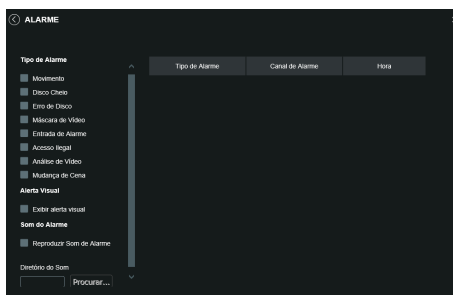 ALARME
Tipo de Alarme
Tipo de Alarme Canal de Alarme Hora
Movimento
Disco Cheio
Erro de Disco
Máscara de Vídeo
Entrada de Alarme
Acesso Ilegal
Análise de Vídeo
Mudança de Cena
Alerta Visual
Exibir alerta visual
Som do Alarme
Reproduzir Som de Alarme
Diretório do Som
Procurar...